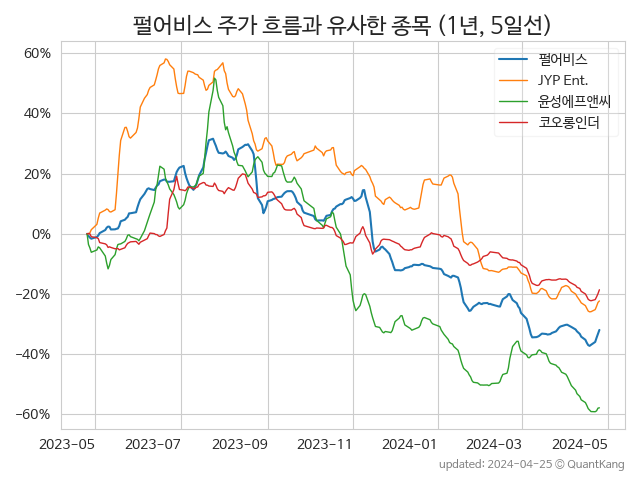 펄어비스 주가 흐름과 유사한 종목 (1년, 5일선)
펄어비스
JYP Ent.
윤성에프앤씨
코오롱인더
60%
40%
20%
0%
−20%
−40%
−60%
2023-05
2023-07
2023-09
2023-11
2024-01
2024-03
2024-05
updated: 2024-04-25 © QuantKang